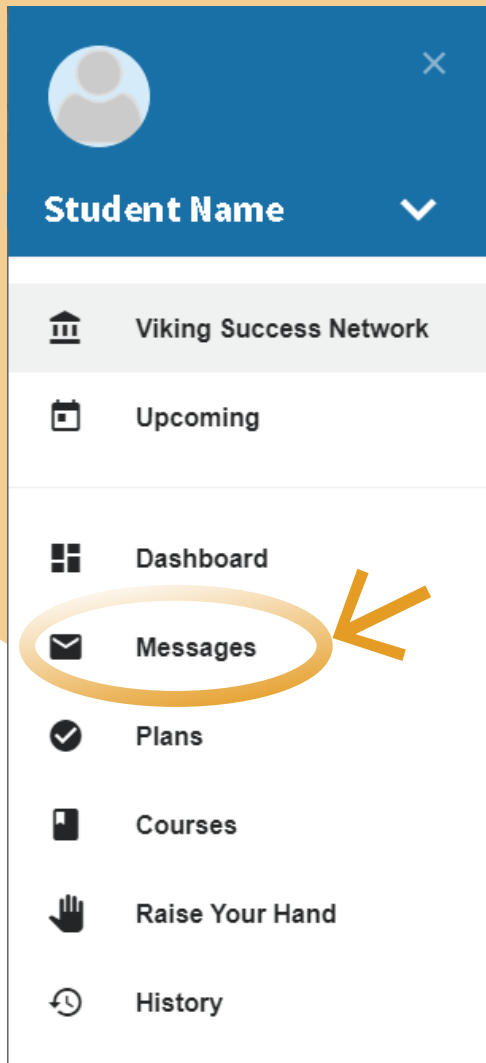 Student Name
Viking Success Network
Upcoming
Dashboard
Messages
Plans
Courses
Raise Your Hand
History